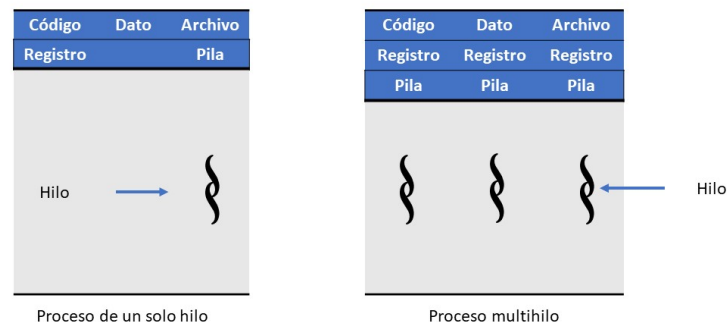 Código Dato Archivo
Registro Pila
Hilo
Proceso de un solo hilo
Código Dato Archivo
Registro Registro Registro
Pila Pila Pila
Hilo
Proceso multihilo